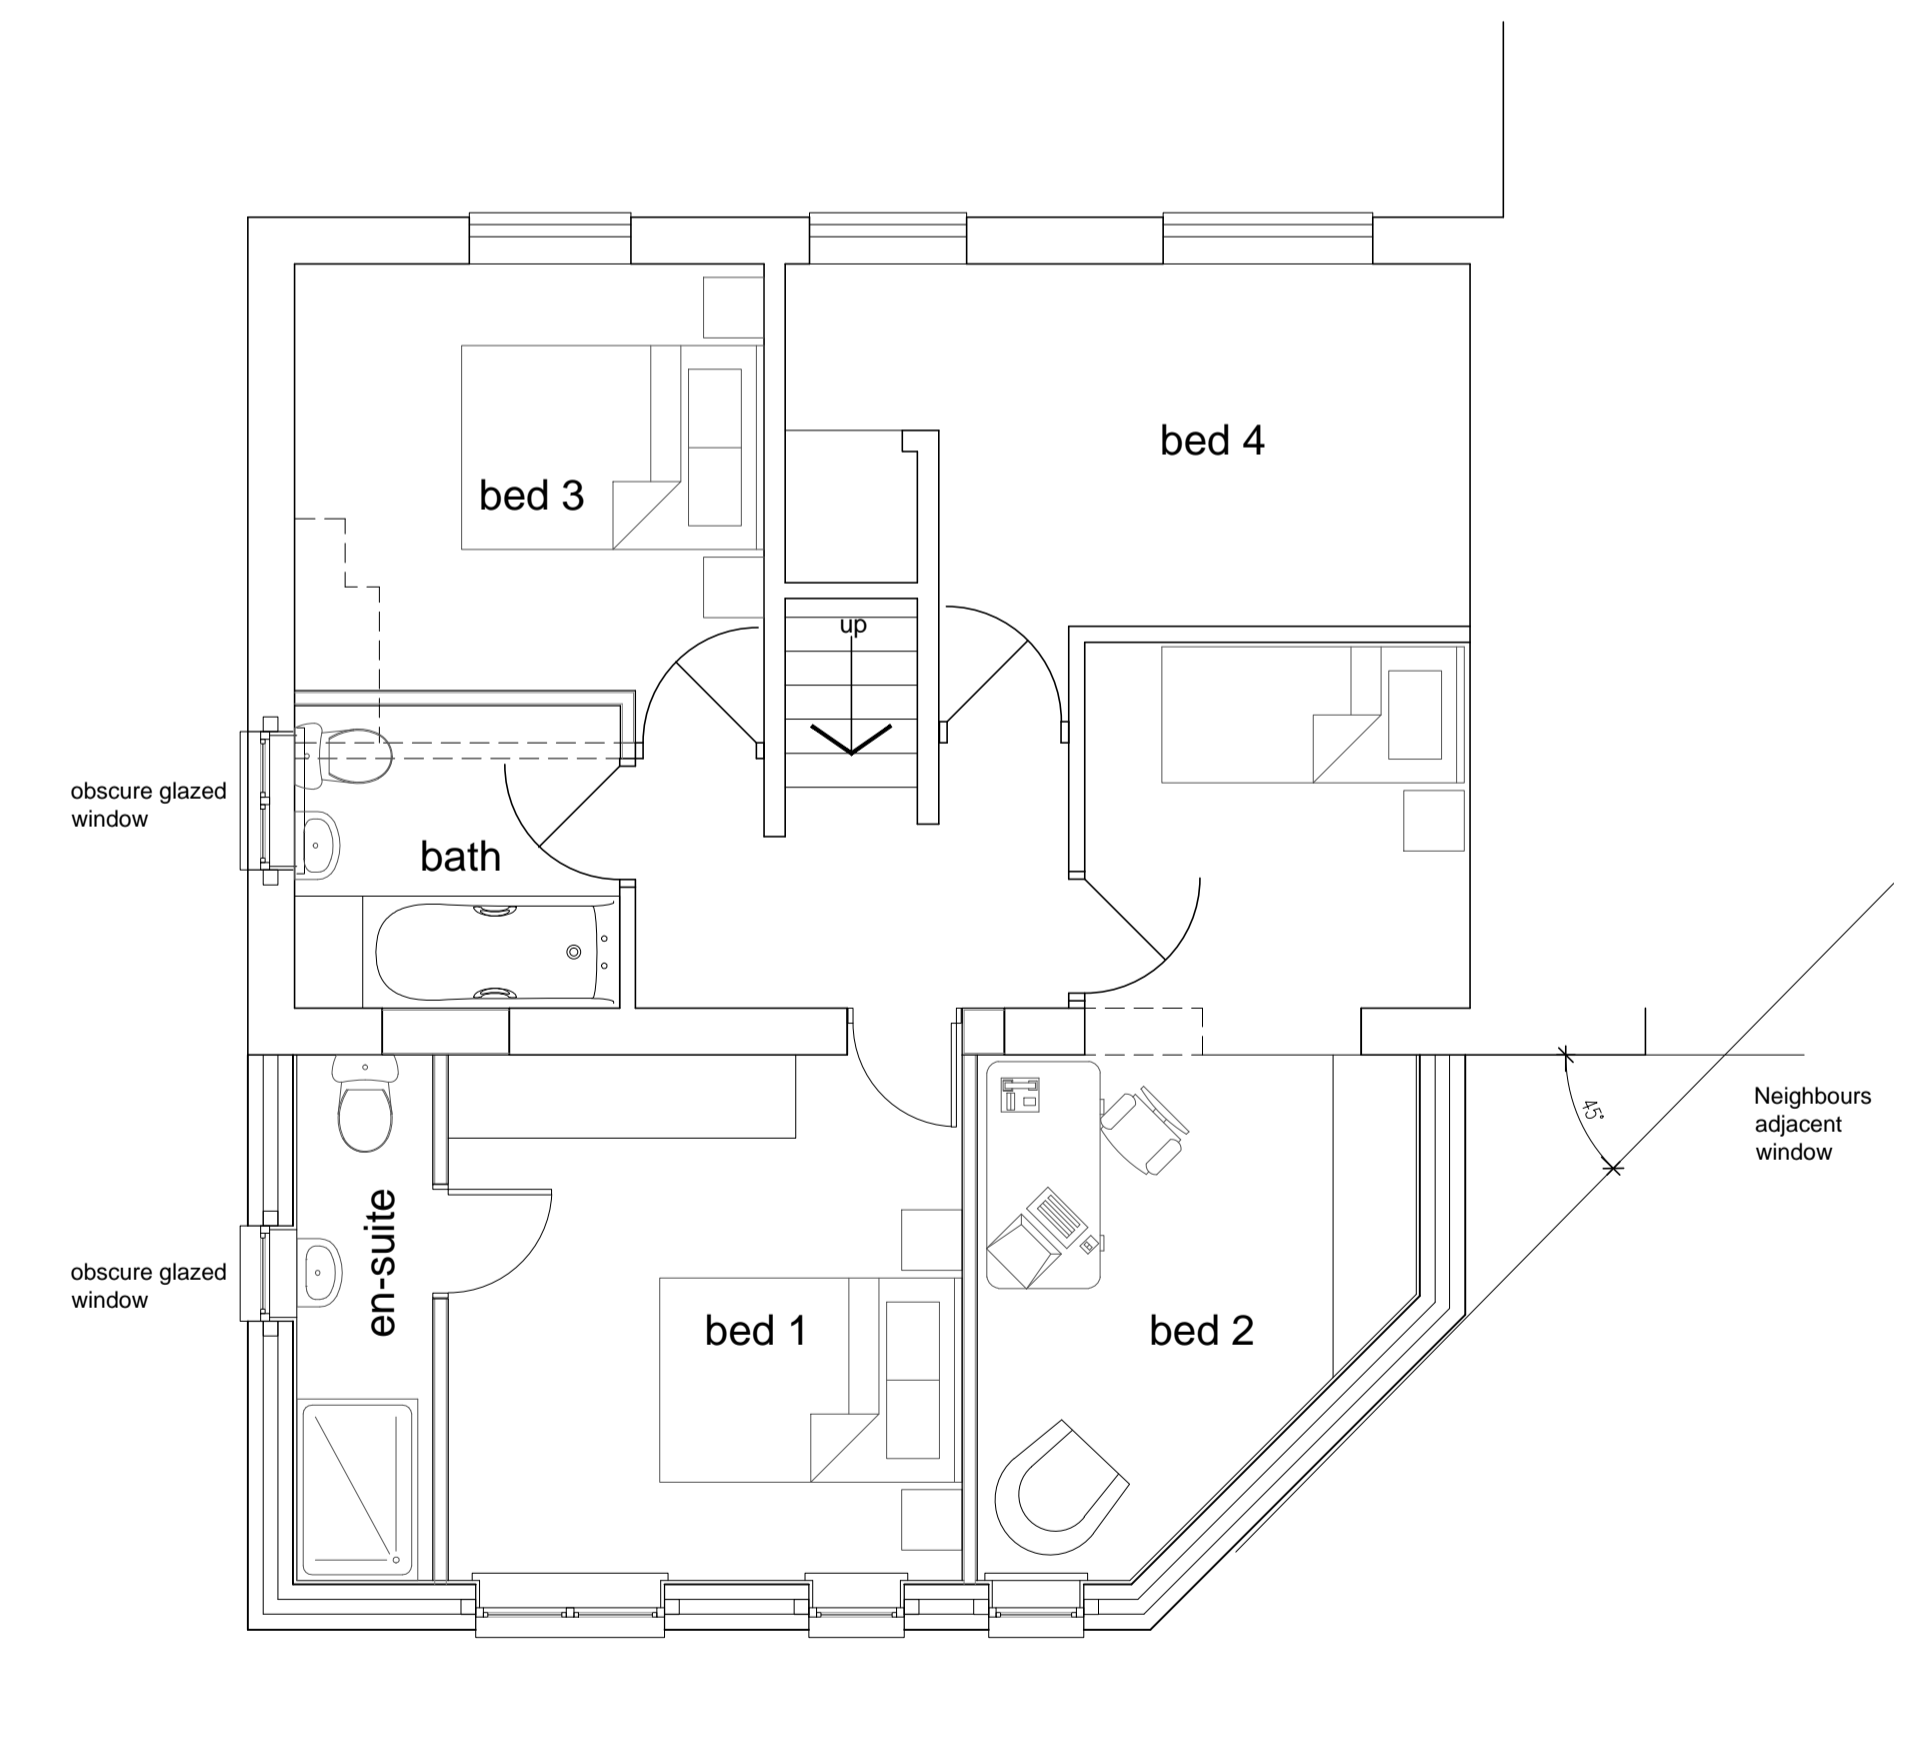 bed 4
bed 3
up
obscure glazed
window
bath
Neighbours
adjacent
window
45°
en-suite
obscure glazed
window
bed 1
bed 2